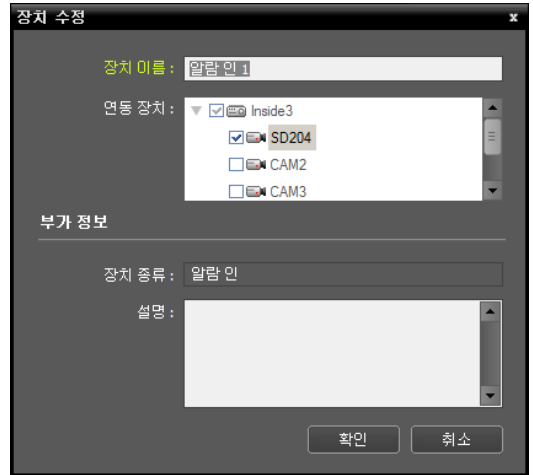 장치 수정 x
장치 이름 : 알람 인 1
연동 장치 : Inside3
SD204
CAM2
CAM3
부가 정보
장치 종류 : 알람 인
설명 :
확인 취소